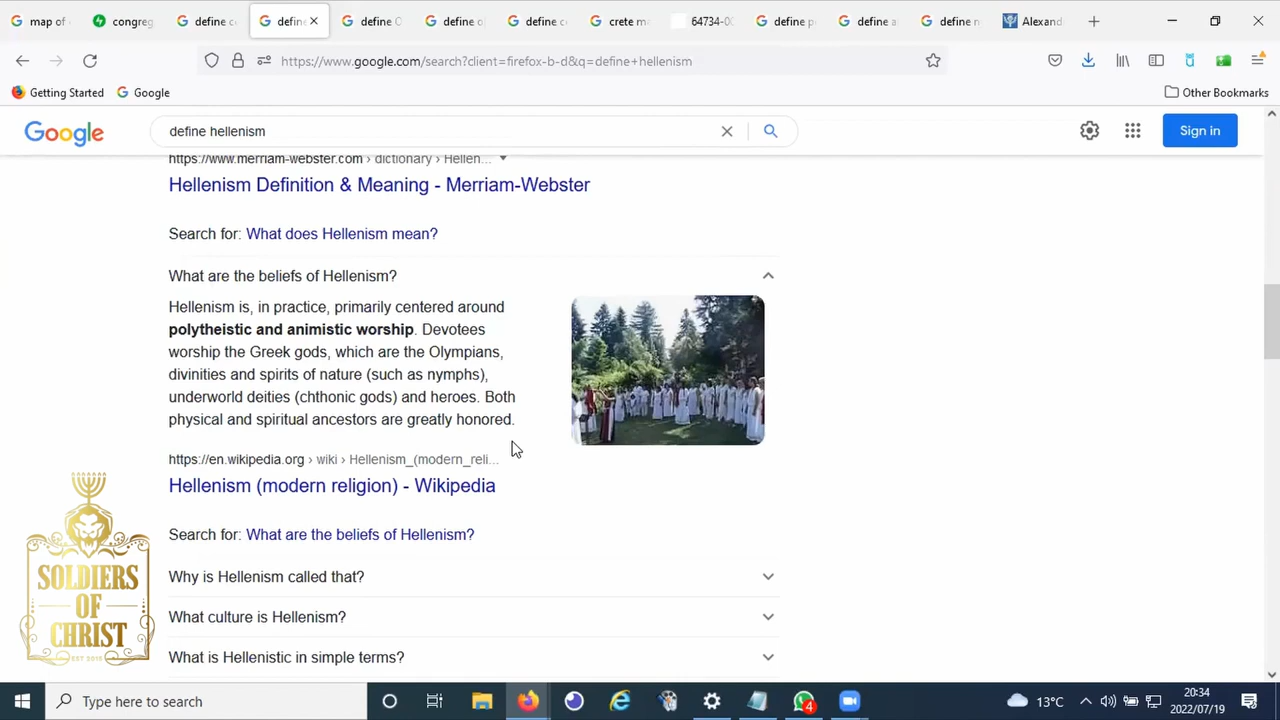 map of
congreg
define c
define
define O
define o
define c
crete m
64734-0
define p
define a
define n
Alexand
https://www.google.com/search?client=firefox-b-d&q=define+hellenism
Getting Started
Google
Other Bookmarks
Google
define hellenism
Sign in
https://www.merriam-webster.com › dictionary › Hellen...
Hellenism Definition & Meaning - Merriam-Webster
Search for: What does Hellenism mean?
What are the beliefs of Hellenism?
Hellenism is, in practice, primarily centered around
polytheistic and animistic worship. Devotees
worship the Greek gods, which are the Olympians,
divinities and spirits of nature (such as nymphs),
underworld deities (chthonic gods) and heroes. Both
physical and spiritual ancestors are greatly honored.
https://en.wikipedia.org › wiki › Hellenism_(modern_reli...
Hellenism (modern religion) - Wikipedia
Search for: What are the beliefs of Hellenism?
Why is Hellenism called that?
What culture is Hellenism?
What is Hellenistic in simple terms?
SOLDIERS
OF
CHRIST
EST 2015
Type here to search
4
13°C
20:34
2022/07/19